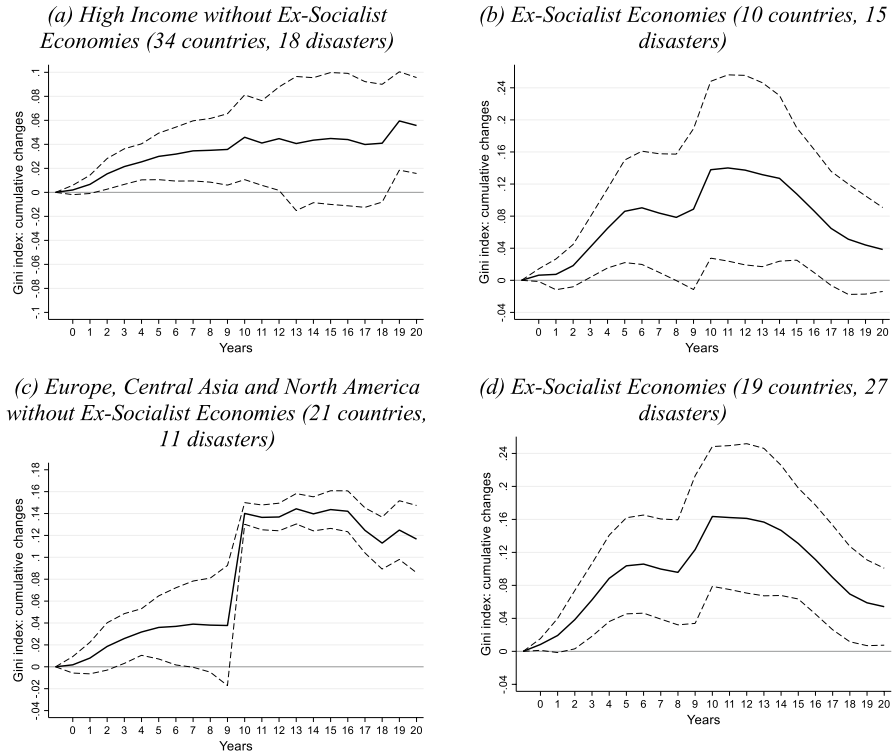 (a) High Income without Ex-Socialist
Economies (34 countries, 18 disasters)
Gini index: cumulative changes
.1
.08
.06
.04
.02
0
-.02
-.04
-.06
-.08
-.1
0 1 2 3 4 5 6 7 8 9 10 11 12 13 14 15 16 17 18 19 20
Years
(b) Ex-Socialist Economies (10 countries, 15
disasters)
Gini index: cumulative changes
.24
.2
.16
.12
.08
.04
0
-.04
0 1 2 3 4 5 6 7 8 9 10 11 12 13 14 15 16 17 18 19 20
Years
(c) Europe, Central Asia and North America
without Ex-Socialist Economies (21 countries,
11 disasters)
Gini index: cumulative changes
.18
.16
.14
.12
.1
.08
.06
.04
.02
0
-.02
-.04
0 1 2 3 4 5 6 7 8 9 10 11 12 13 14 15 16 17 18 19 20
Years
(d) Ex-Socialist Economies (19 countries, 27
disasters)
Gini index: cumulative changes
.24
.2
.16
.12
.08
.04
0
-.04
0 1 2 3 4 5 6 7 8 9 10 11 12 13 14 15 16 17 18 19 20
Years